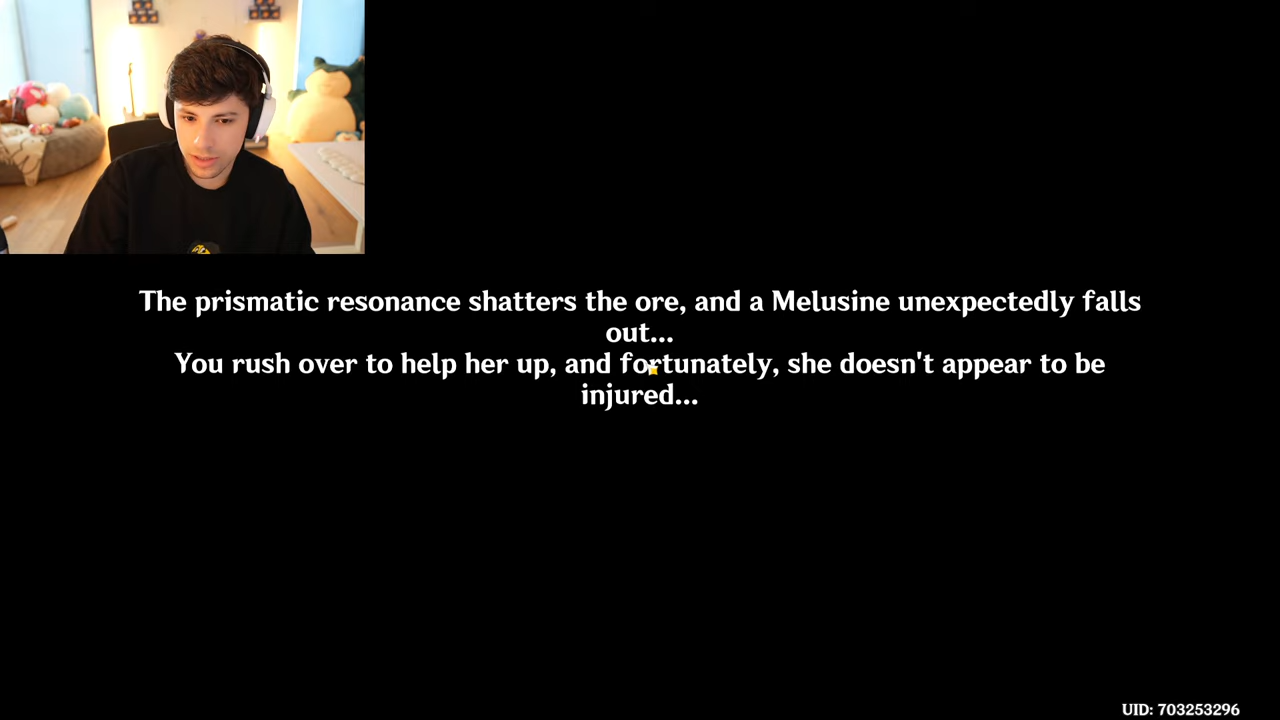 The prismatic resonance shatters the ore, and a Melusine unexpectedly falls
out...
You rush over to help her up, and fortunately, she doesn't appear to be
injured...
UID: 703253296